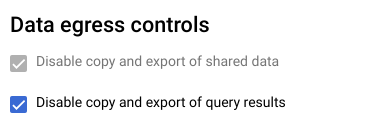 Data egress controls
Disable copy and export of shared data
Disable copy and export of query results